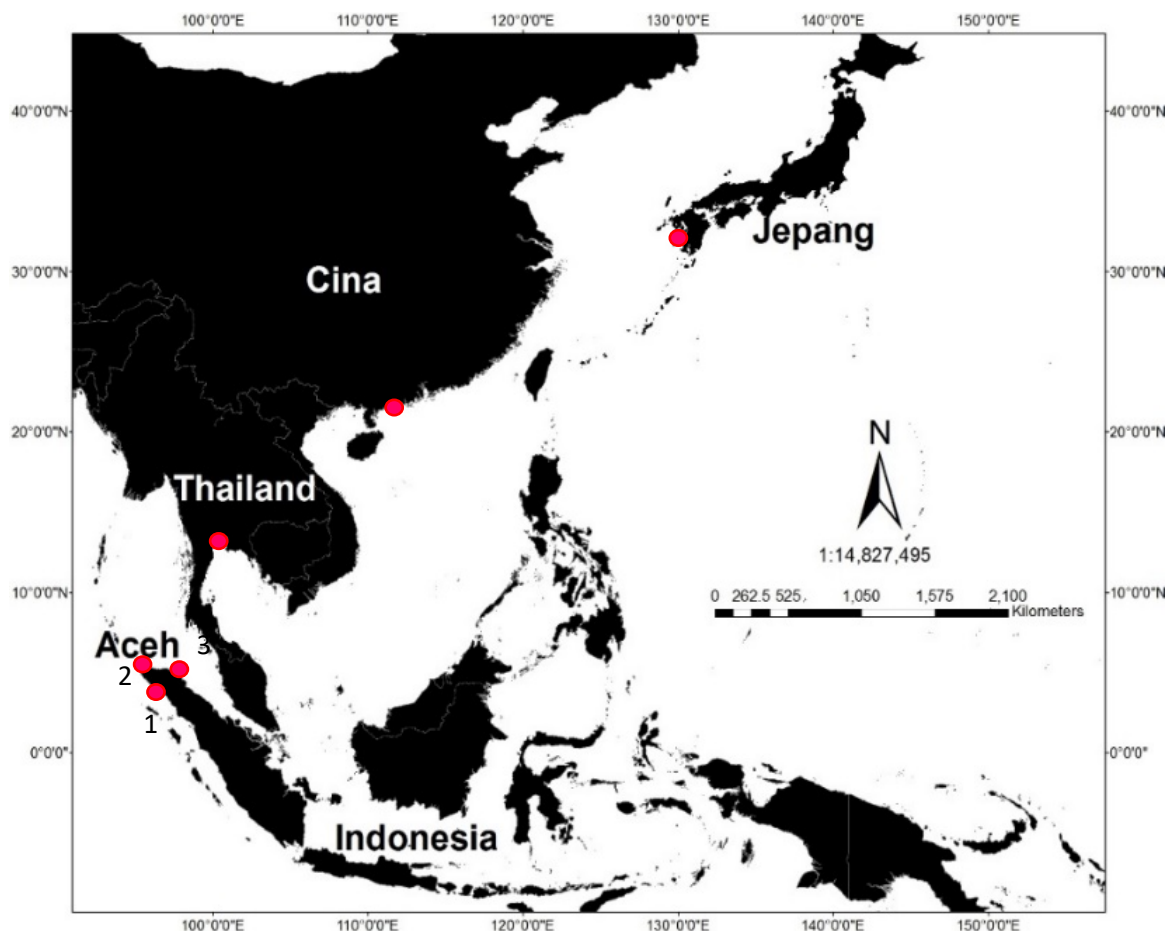 100°0'0"E 110°0'0"E 120°0'0"E 130°0'0"E 140°0'0"E 150°0'0"E
40°0'0"N 40°0'0"N
Jepang
Cina
30°0'0"N 30°0'0"N
20°0'0"N 20°0'0"N
N
Thailand
1:14,827,495
10°0'0"N 10°0'0"N
0 262.5 525 1,050 1,575 2,100
Kilometers
Aceh
3
2
1
0°0'0" 0°0'0"
Indonesia
100°0'0"E 110°0'0"E 120°0'0"E 130°0'0"E 140°0'0"E 150°0'0"E